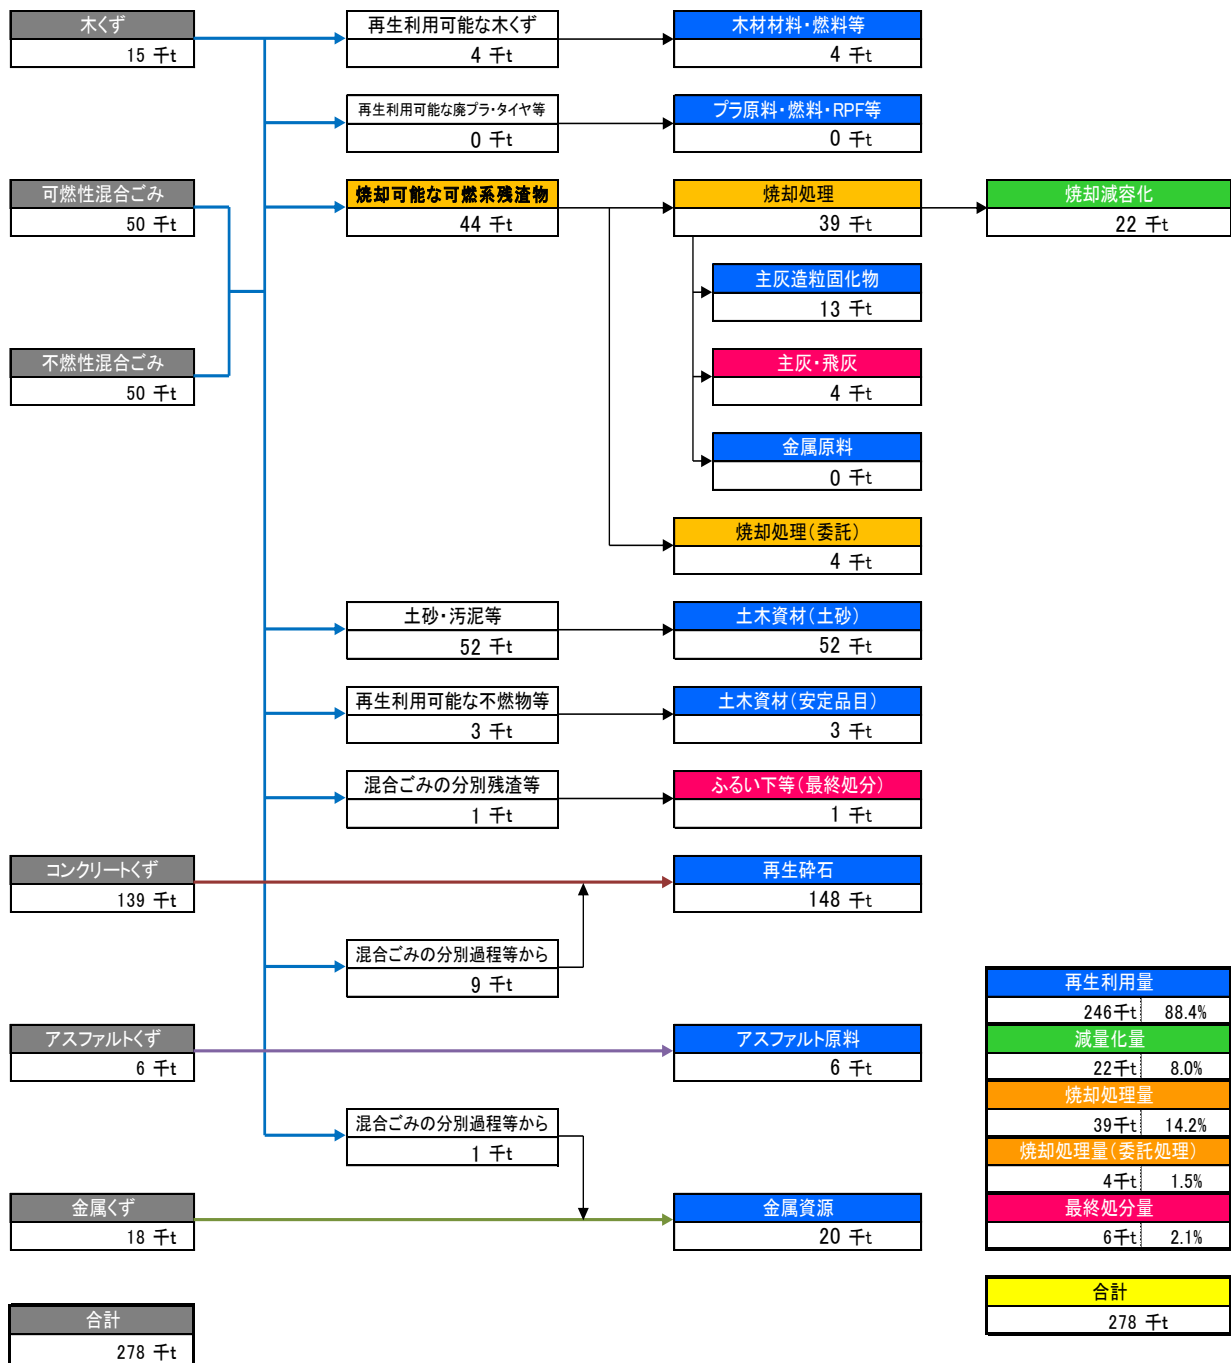 木くず
15 千t
再生利用可能な木くず
4 千t
木材材料・燃料等
4 千t
再生利用可能な廃プラ・タイヤ等
0 千t
プラ原料・燃料・RPF等
0 千t
可燃性混合ごみ
50 千t
焼却可能な可燃系残渣物
44 千t
焼却処理
39 千t
焼却減容化
22 千t
主灰造粒固化物
13 千t
不燃性混合ごみ
50 千t
主灰・飛灰
4 千t
金属原料
0 千t
焼却処理(委託)
4 千t
土砂・汚泥等
52 千t
土木資材(土砂)
52 千t
再生利用可能な不燃物等
3 千t
土木資材(安定品目)
3 千t
混合ごみの分別残渣等
1 千t
ふるい下等(最終処分)
1 千t
コンクリートくず
139 千t
再生砕石
148 千t
混合ごみの分別過程等から
9 千t
アスファルトくず
6 千t
アスファルト原料
6 千t
混合ごみの分別過程等から
1 千t
金属くず
18 千t
金属資源
20 千t
再生利用量
246千t 88.4%
減量化量
22千t 8.0%
焼却処理量
39千t 14.2%
焼却処理量(委託処理)
4千t 1.5%
最終処分量
6千t 2.1%
合計
278 千t
合計
278 千t